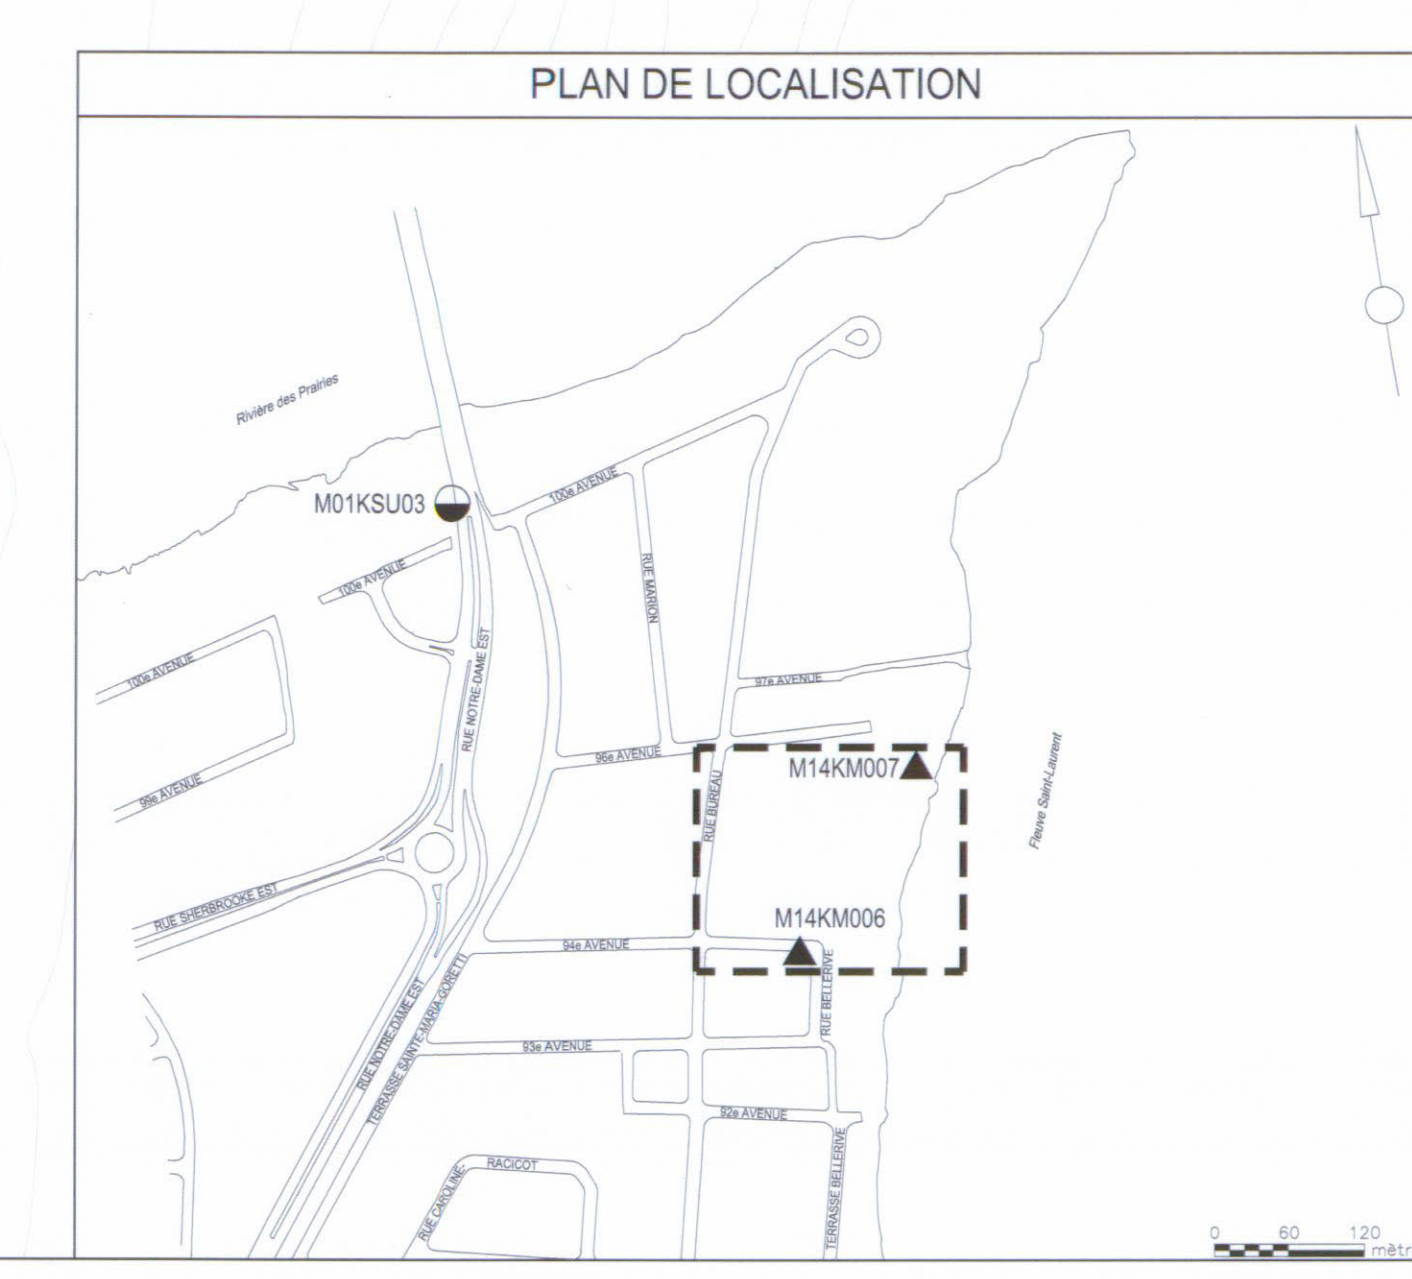 PLAN DE LOCALISATION
Rivière des Prairies
M01KSU03
100e AVENUE
100e AVENUE
RUE MARION
100e AVENUE
RUE NOTRE-DAME EST
97e AVENUE
96e AVENUE
99e AVENUE
M14KM007
RUE BUREAU
Fleuve Saint-Laurent
RUE SHERBROOKE EST
M14KM006
94e AVENUE
RUE BELLERIVE
RUE NOTRE-DAME EST
TERRASSE SAINTE-MARIA-GORETTI
93e AVENUE
92e AVENUE
RUE CAROLINE-
RACICOT
TERRASSE BELLERIVE
0 60 120
mètr